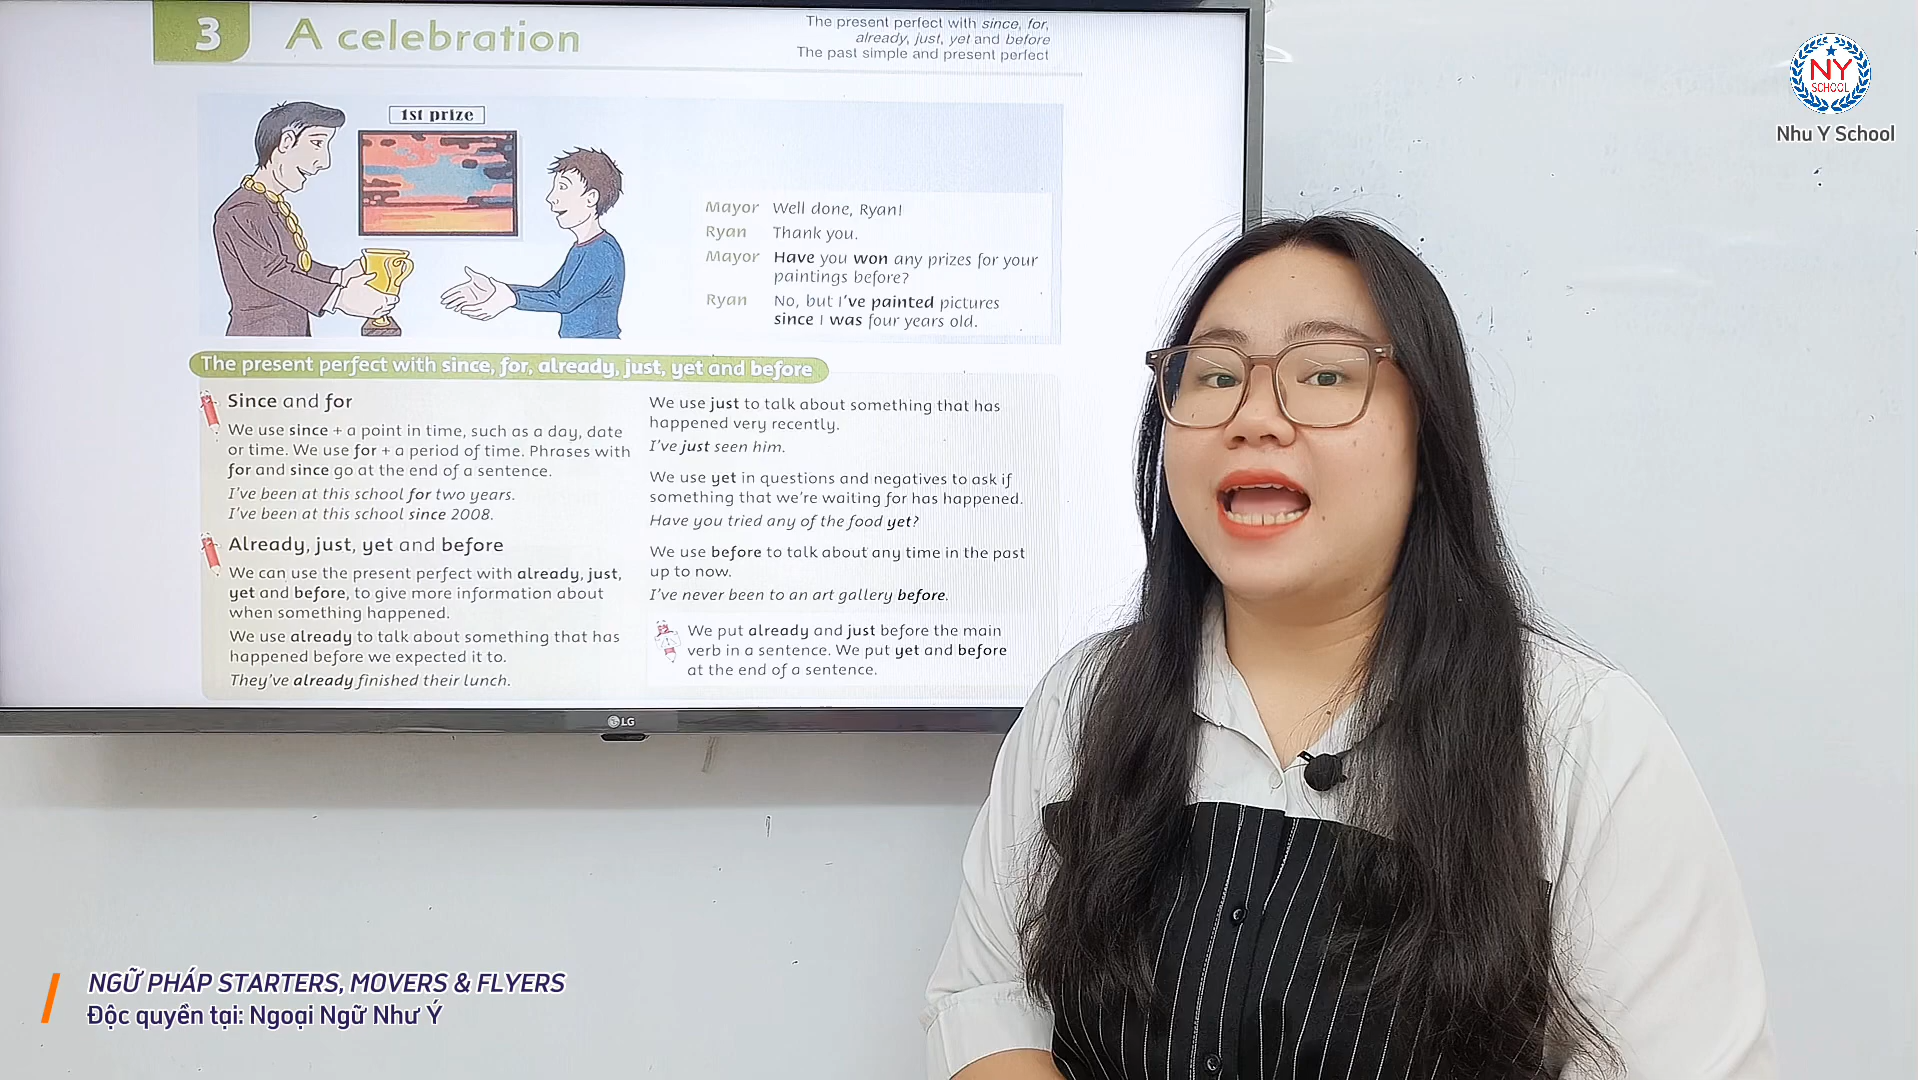 3 A celebration
The present perfect with since, for,
already, just, yet and before
The past simple and present perfect
1st prize
Mayor Well done, Ryan!
Ryan Thank you.
Mayor Have you won any prizes for your
paintings before?
Ryan No, but I've painted pictures
since I was four years old.
The present perfect with since, for, already, just, yet and before
Since and for
We use since + a point in time, such as a day, date
or time. We use for + a period of time. Phrases with
for and since go at the end of a sentence.
I've been at this school for two years.
I've been at this school since 2008.
Already, just, yet and before
We can use the present perfect with already, just,
yet and before, to give more information about
when something happened.
We use already to talk about something that has
happened before we expected it to.
They've already finished their lunch.
We use just to talk about something that has
happened very recently.
I've just seen him.
We use yet in questions and negatives to ask if
something that we're waiting for has happened.
Have you tried any of the food yet?
We use before to talk about any time in the past
up to now.
I've never been to an art gallery before.
We put already and just before the main
verb in a sentence. We put yet and before
at the end of a sentence.
LG
NY
SCHOOL
Nhu Y School
NGỮ PHÁP STARTERS, MOVERS & FLYERS
Độc quyền tại: Ngoại Ngữ Như Ý